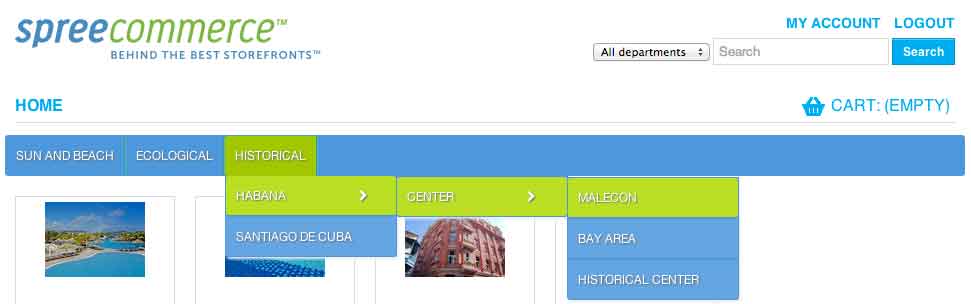 spreecommerce™
BEHIND THE BEST STOREFRONTS™
MY ACCOUNT LOGOUT
All departments Search Search
HOME CART: (EMPTY)
SUN AND BEACH ECOLOGICAL HISTORICAL
HABANA CENTER MALECON
SANTIAGO DE CUBA BAY AREA
HISTORICAL CENTER